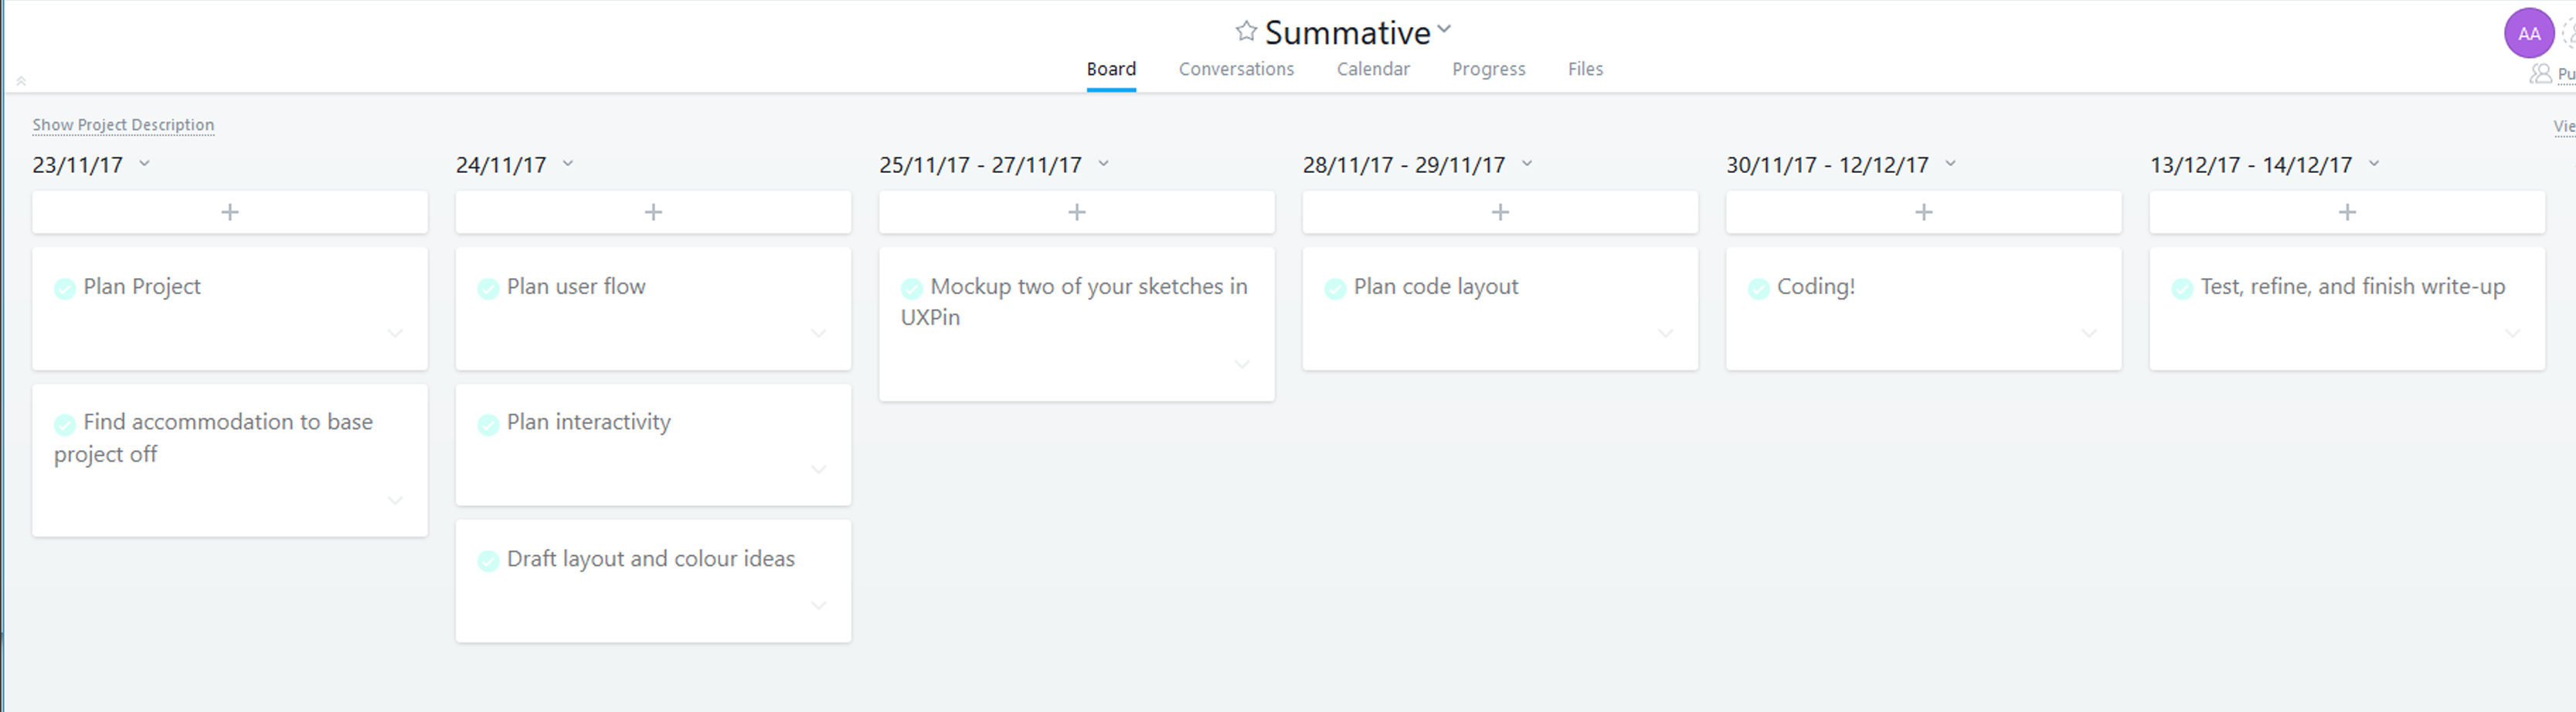 Summative
AA
Board Conversations Calendar Progress Files
Pu
Show Project Description
Vie
23/11/17
Plan Project
Find accommodation to base
project off
24/11/17
Plan user flow
Plan interactivity
Draft layout and colour ideas
25/11/17 - 27/11/17
Mockup two of your sketches in
UXPin
28/11/17 - 29/11/17
Plan code layout
30/11/17 - 12/12/17
Coding!
13/12/17 - 14/12/17
Test, refine, and finish write-up